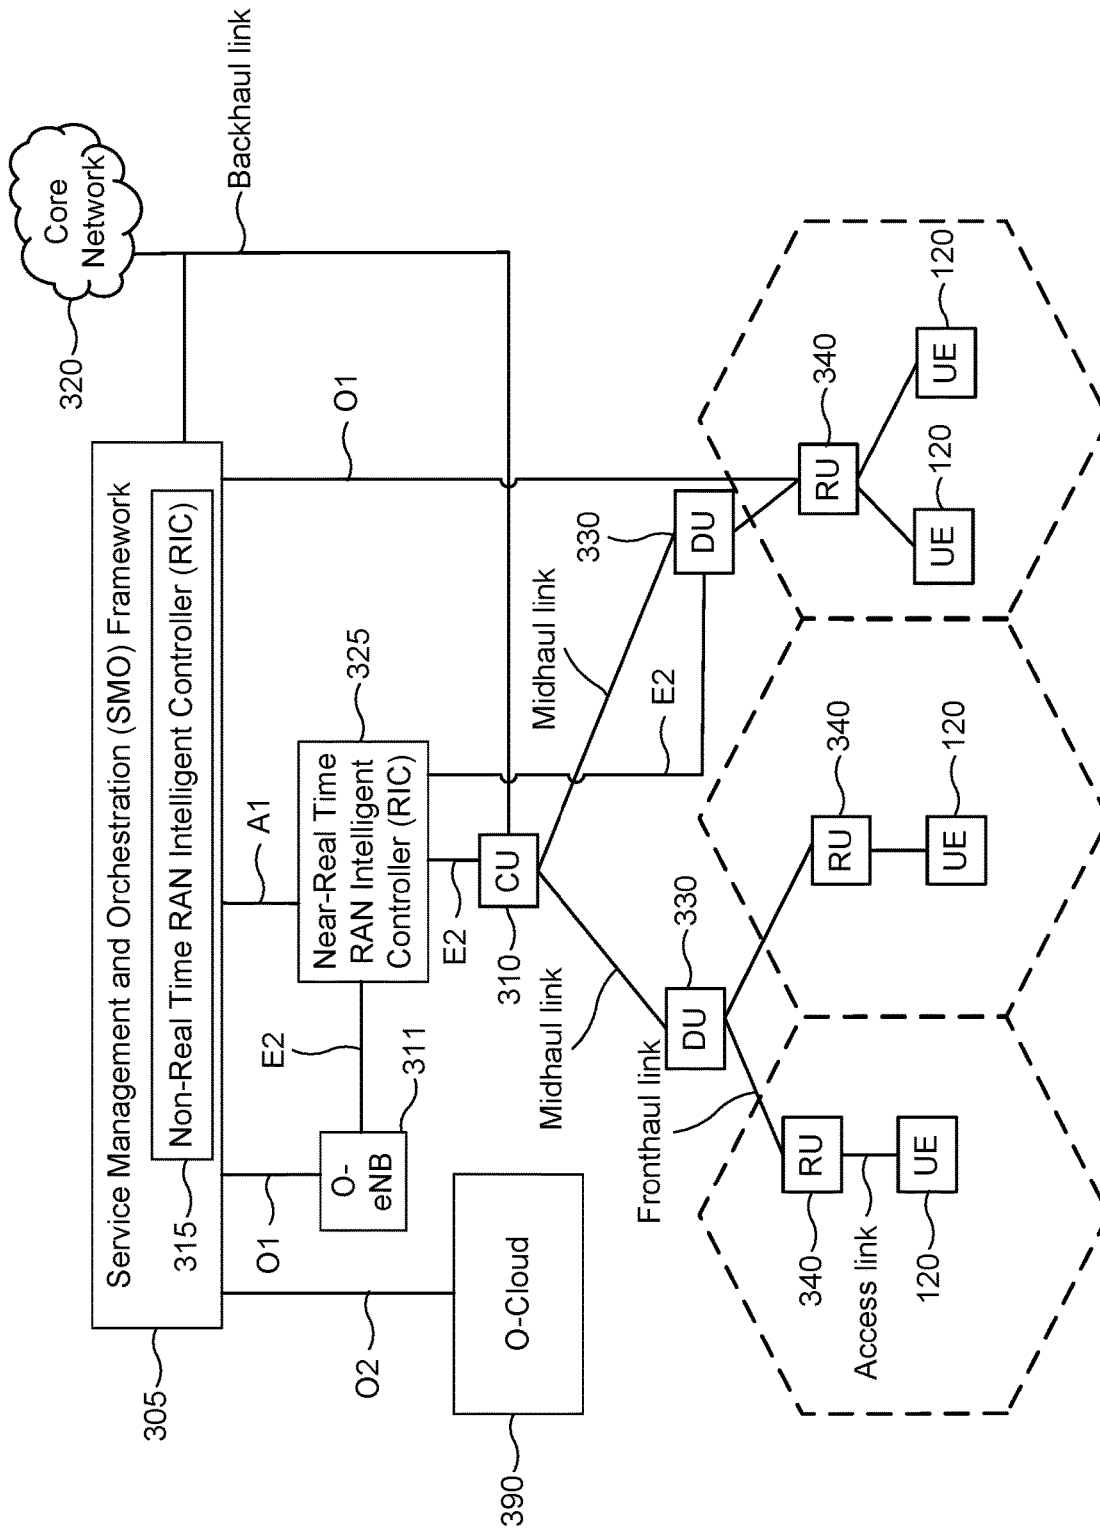 Core
Network
320
Backhaul link
Service Management and Orchestration (SMO) Framework
Non-Real Time RAN Intelligent Controller (RIC)
315
305
O1
A1
O1
O2
Near-Real Time
RAN Intelligent
Controller (RIC)
325
E2
O-
eNB
311
E2
O-Cloud
390
CU
310
Midhaul link
Midhaul link
E2
DU
330
DU
330
Fronthaul link
RU
340
RU
340
RU
340
Access link
UE
120
UE
120
UE
120
UE
120